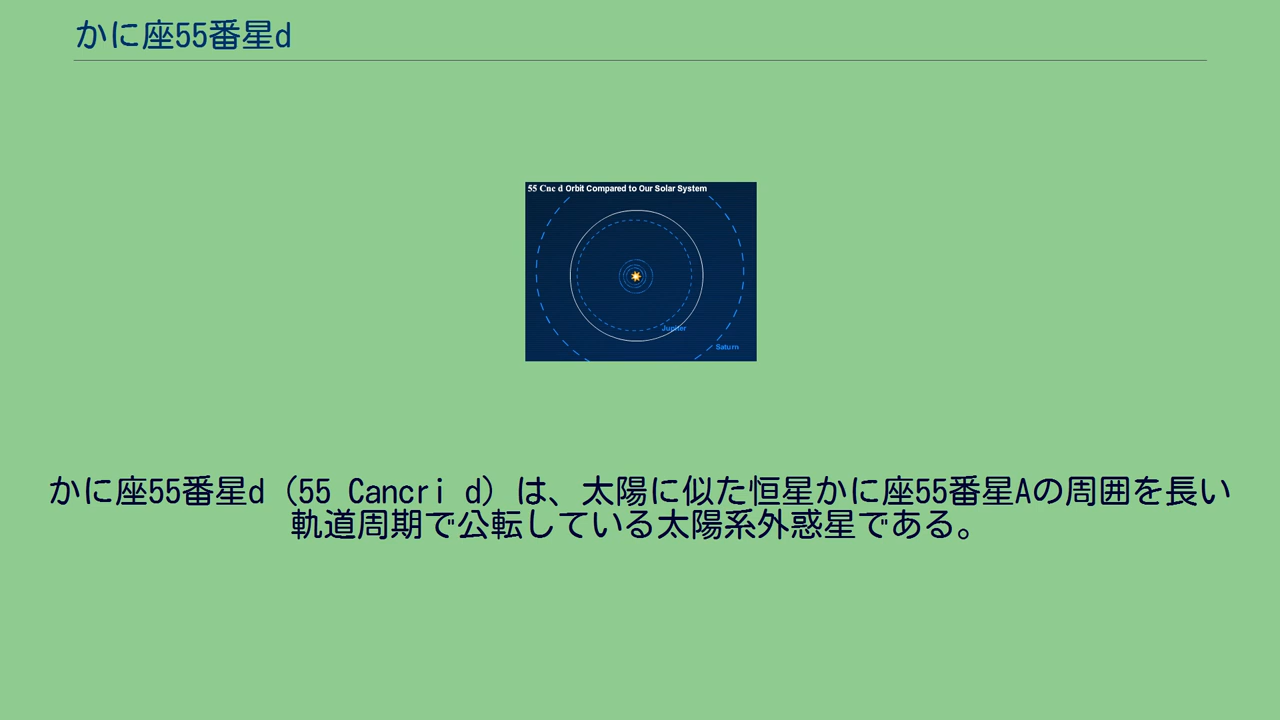 かに座55番星d
55 Cnc d Orbit Compared to Our Solar System
Jupiter
Saturn
かに座55番星d（55 Cancri d）は、太陽に似た恒星かに座55番星Aの周囲を長い
軌道周期で公転している太陽系外惑星である。